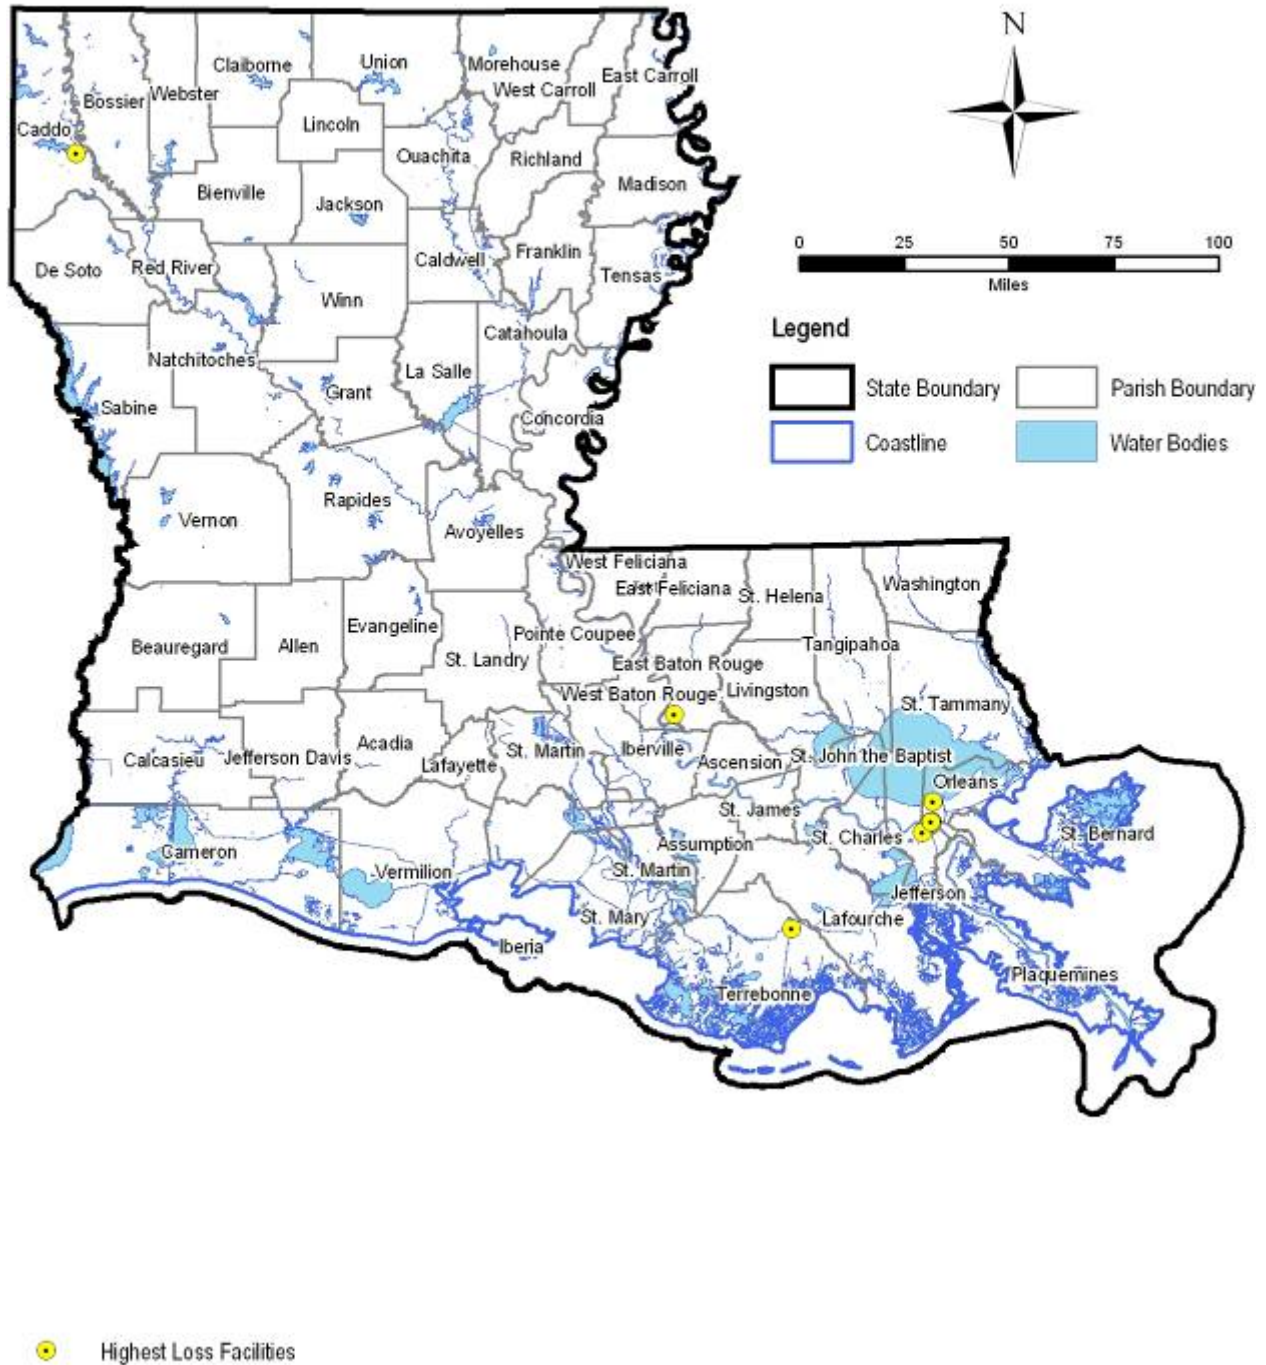 N
0 25 50 75 100
Miles
Legend
State Boundary
Parish Boundary
Coastline
Water Bodies
Caddo
Bossier
Webster
Claiborne
Union
Morehouse
West Carroll
East Carroll
Lincoln
Ouachita
Richland
Madison
Bienville
Jackson
De Soto
Red River
Caldwell
Franklin
Tensas
Winn
Natchitoches
Catahoula
La Salle
Grant
Sabine
Concordia
Vernon
Rapides
Avoyelles
West Feliciana
East Feliciana
St. Helena
Washington
Beauregard
Allen
Evangeline
Pointe Coupee
Tangipahoa
St. Landry
East Baton Rouge
West Baton Rouge
Livingston
St. Tammany
Calcasieu
Jefferson Davis
Acadia
Lafayette
St. Martin
Iberville
Ascension
St. John the Baptist
Orleans
St. James
St. Charles
St. Bernard
Assumption
Cameron
Vermilion
St. Martin
Jefferson
St. Mary
Lafourche
Iberia
Plaquemines
Terrebonne
Highest Loss Facilities